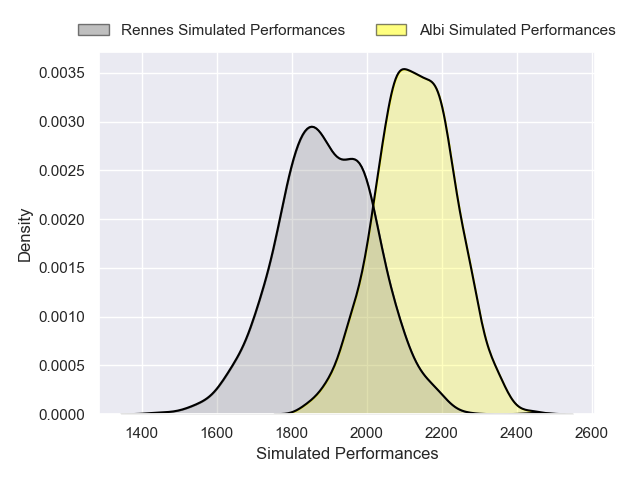 Rennes Simulated Performances Albi Simulated Performances
0.0035
0.0030
0.0025
0.0020
0.0015
0.0010
0.0005
0.0000
Density
1400 1600 1800 2000 2200 2400 2600
Simulated Performances